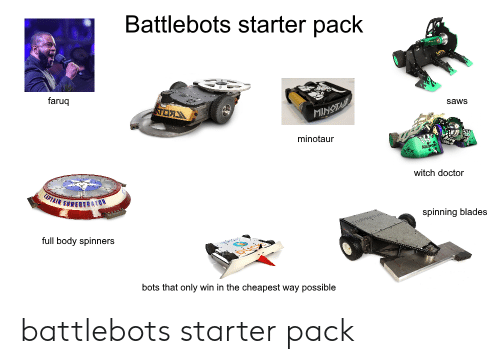 Battlebots starter pack
faruq
saws
MINOTAUR
minotaur
witch doctor
CAPTAIN SHREDERATOR
spinning blades
full body spinners
bots that only win in the cheapest way possible
battlebots starter pack